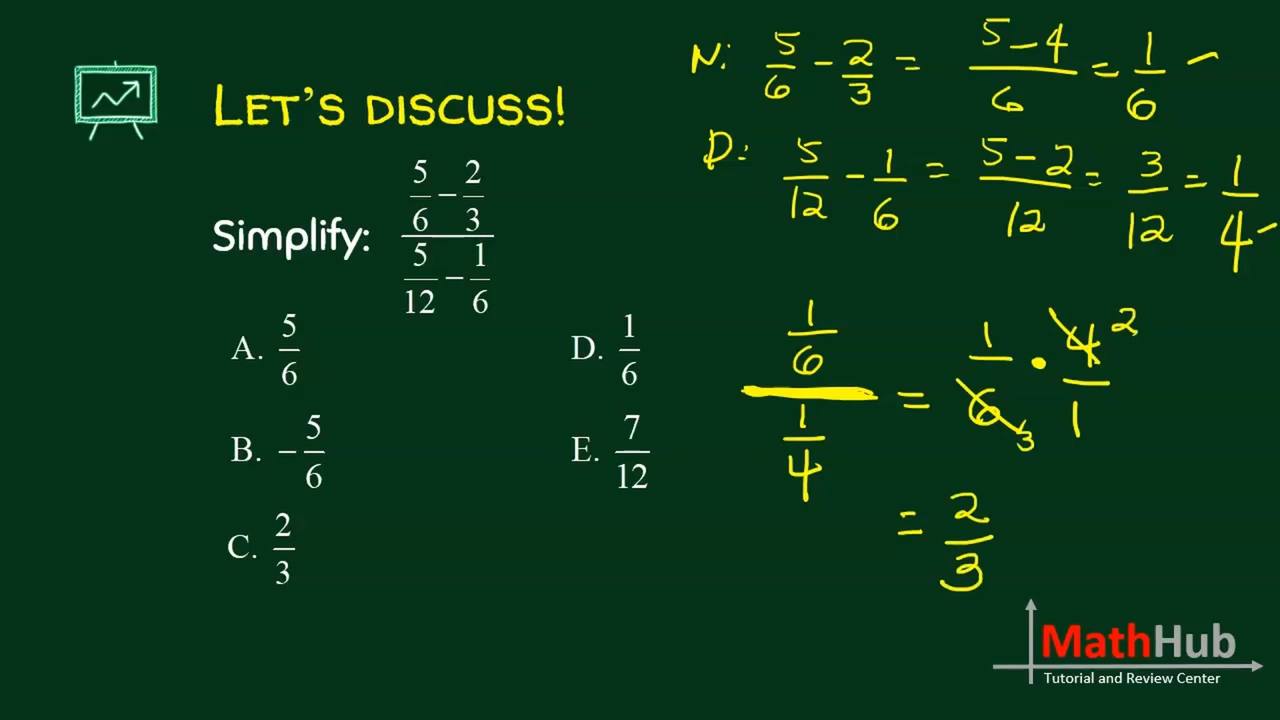 LET'S DISCUSS!
Simplify: (5/6 − 2/3)/(5/12 − 1/6)
A. 5/6
B. −5/6
C. 2/3
D. 1/6
E. 7/12
N: 5/6 − 2/3 = (5−4)/6 = 1/6
D: 5/12 − 1/6 = (5−2)/12 = 3/12 = 1/4
(1/6)/(1/4) = 1/6 3 • 4 2/1
= 2/3
MathHub
Tutorial and Review Center